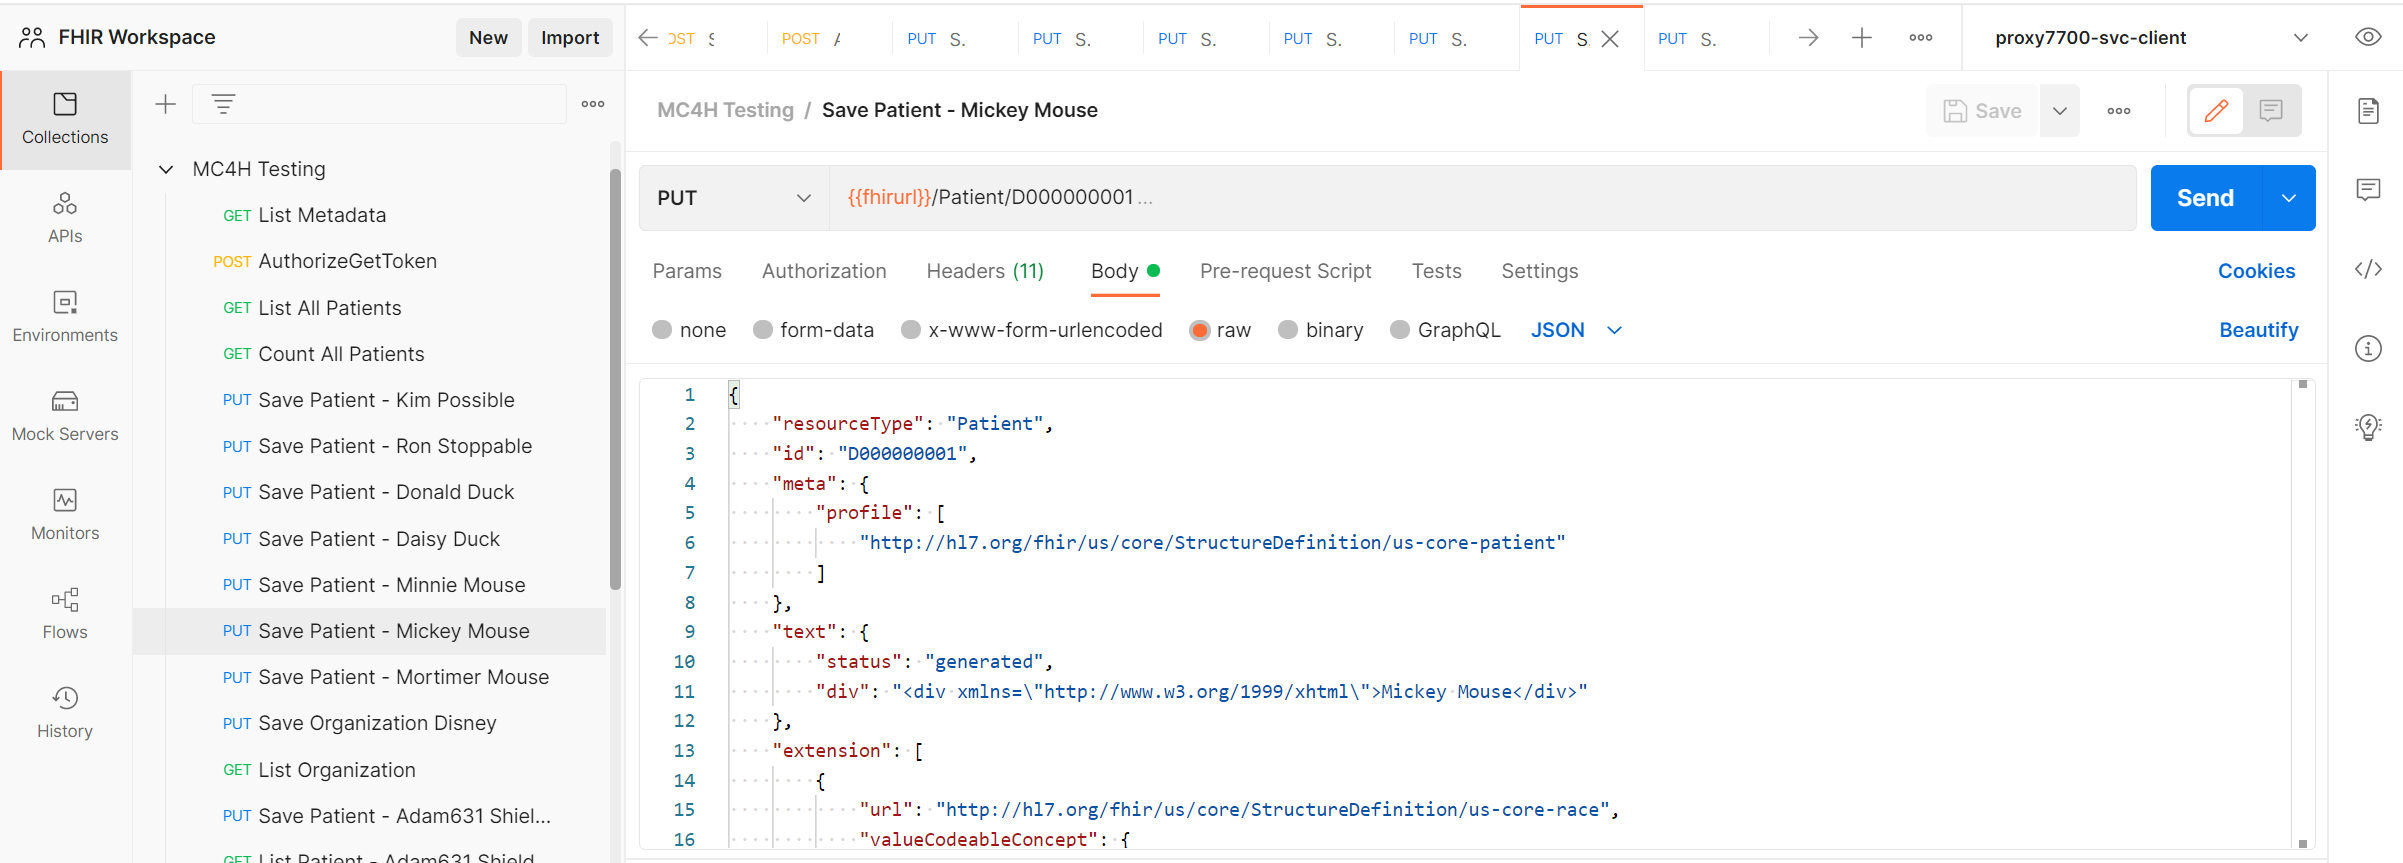 FHIR Workspace
New
Import
POST
PUT S.
PUT S.
PUT S.
PUT S.
PUT S.
PUT S.
PUT S.
proxy7700-svc-client
Collections
APIs
Environments
Mock Servers
Monitors
Flows
History
MC4H Testing
GET List Metadata
POST AuthorizeGetToken
GET List All Patients
GET Count All Patients
PUT Save Patient - Kim Possible
PUT Save Patient - Ron Stoppable
PUT Save Patient - Donald Duck
PUT Save Patient - Daisy Duck
PUT Save Patient - Minnie Mouse
PUT Save Patient - Mickey Mouse
PUT Save Patient - Mortimer Mouse
PUT Save Organization Disney
GET List Organization
PUT Save Patient - Adam631 Shiel...
GET List Patient - Adam631 Shield
MC4H Testing / Save Patient - Mickey Mouse
Save
PUT
{{fhirurl}}/Patient/D000000001 ...
Send
Params Authorization Headers (11) Body Pre-request Script Tests Settings
Cookies
none form-data x-www-form-urlencoded raw binary GraphQL JSON
Beautify
1 {
2 "resourceType": "Patient",
3 "id": "D000000001",
4 "meta": {
5 "profile": [
6 "http://hl7.org/fhir/us/core/StructureDefinition/us-core-patient"
7 ]
8 },
9 "text": {
10 "status": "generated",
11 "div": "<div xmlns=\"http://www.w3.org/1999/xhtml\">Mickey Mouse</div>"
12 },
13 "extension": [
14 {
15 "url": "http://hl7.org/fhir/us/core/StructureDefinition/us-core-race",
16 "valueCodeableConcept": {